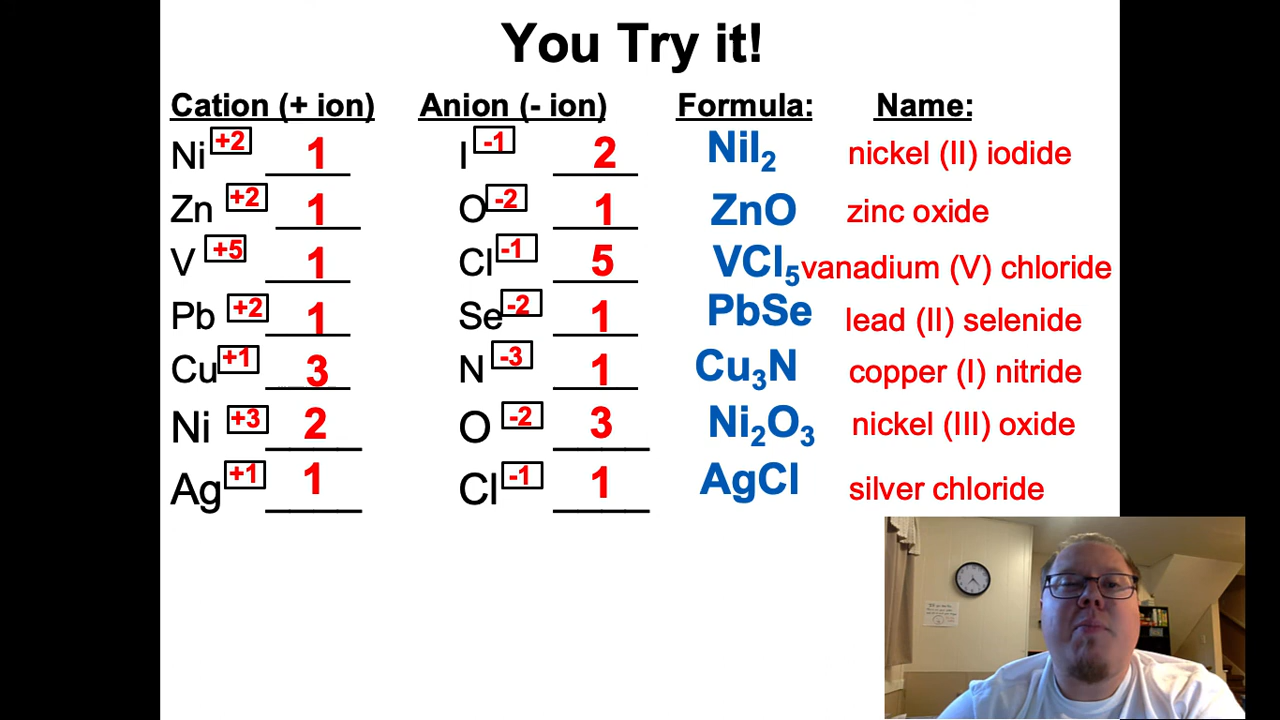 You Try it!
Cation (+ ion) Anion (- ion) Formula: Name:
Ni +2 1 I -1 2 NiI₂ nickel (II) iodide
Zn +2 1 O -2 1 ZnO zinc oxide
V +5 1 Cl -1 5 VCl₅ vanadium (V) chloride
Pb +2 1 Se -2 1 PbSe lead (II) selenide
Cu +1 3 N -3 1 Cu₃N copper (I) nitride
Ni +3 2 O -2 3 Ni₂O₃ nickel (III) oxide
Ag +1 1 Cl -1 1 AgCl silver chloride